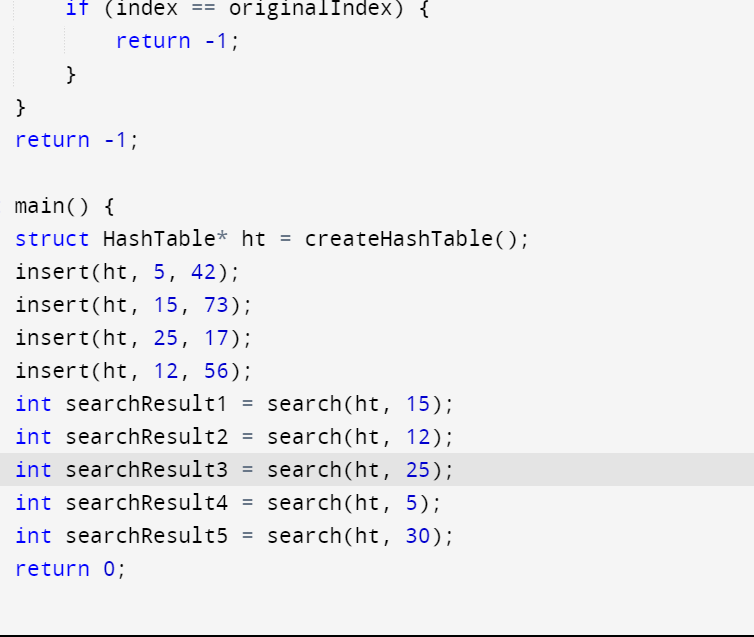 if (index == originalIndex) {
return -1;
}
}
return -1;
main() {
struct HashTable* ht = createHashTable();
insert(ht, 5, 42);
insert(ht, 15, 73);
insert(ht, 25, 17);
insert(ht, 12, 56);
int searchResult1 = search(ht, 15);
int searchResult2 = search(ht, 12);
int searchResult3 = search(ht, 25);
int searchResult4 = search(ht, 5);
int searchResult5 = search(ht, 30);
return 0;